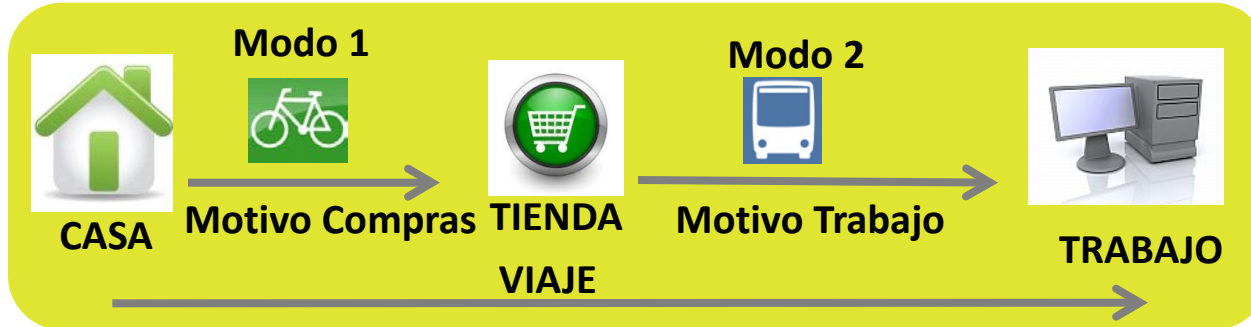 Modo 1
Modo 2
CASA
Motivo Compras
TIENDA
Motivo Trabajo
TRABAJO
VIAJE